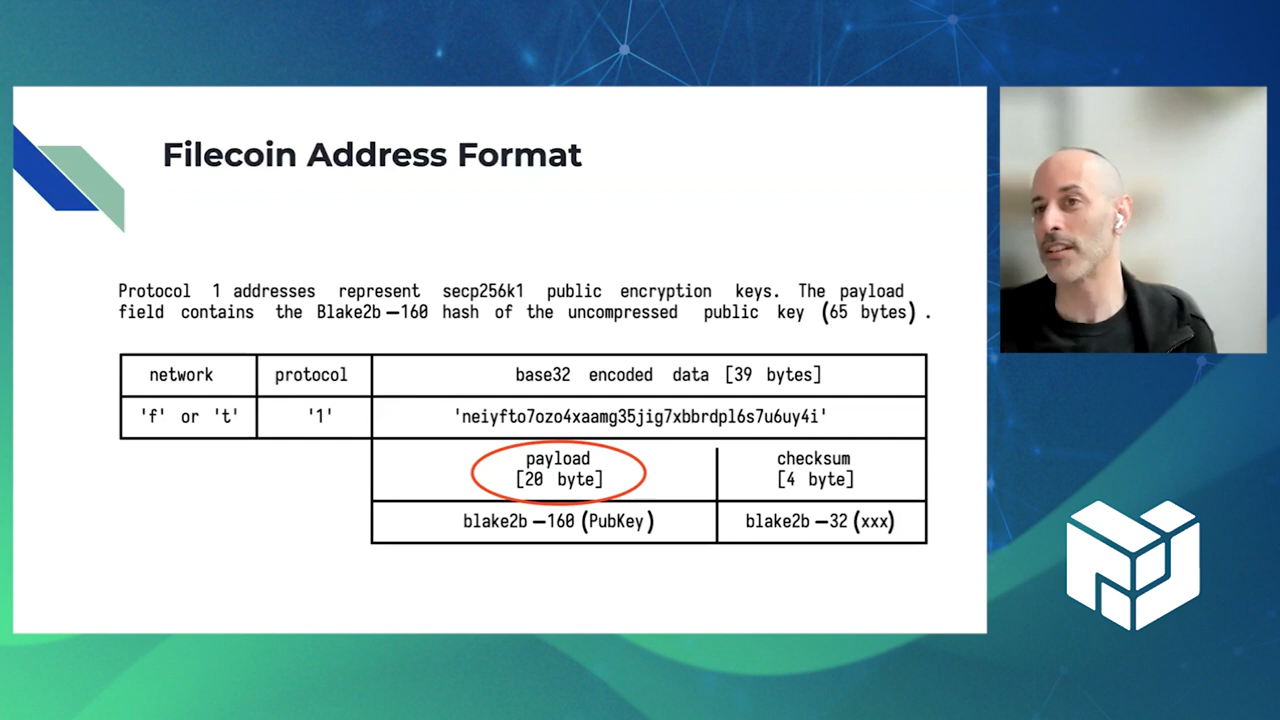 Filecoin Address Format
Protocol 1 addresses represent secp256k1 public encryption keys. The payload
field contains the Blake2b-160 hash of the uncompressed public key (65 bytes).
network protocol base32 encoded data [39 bytes]
'f' or 't' '1' 'neiyfto7ozo4xaamg35jig7xbbrdpl6s7u6uy4i'
payload checksum
[20 byte] [4 byte]
blake2b-160(PubKey) blake2b-32(xxx)